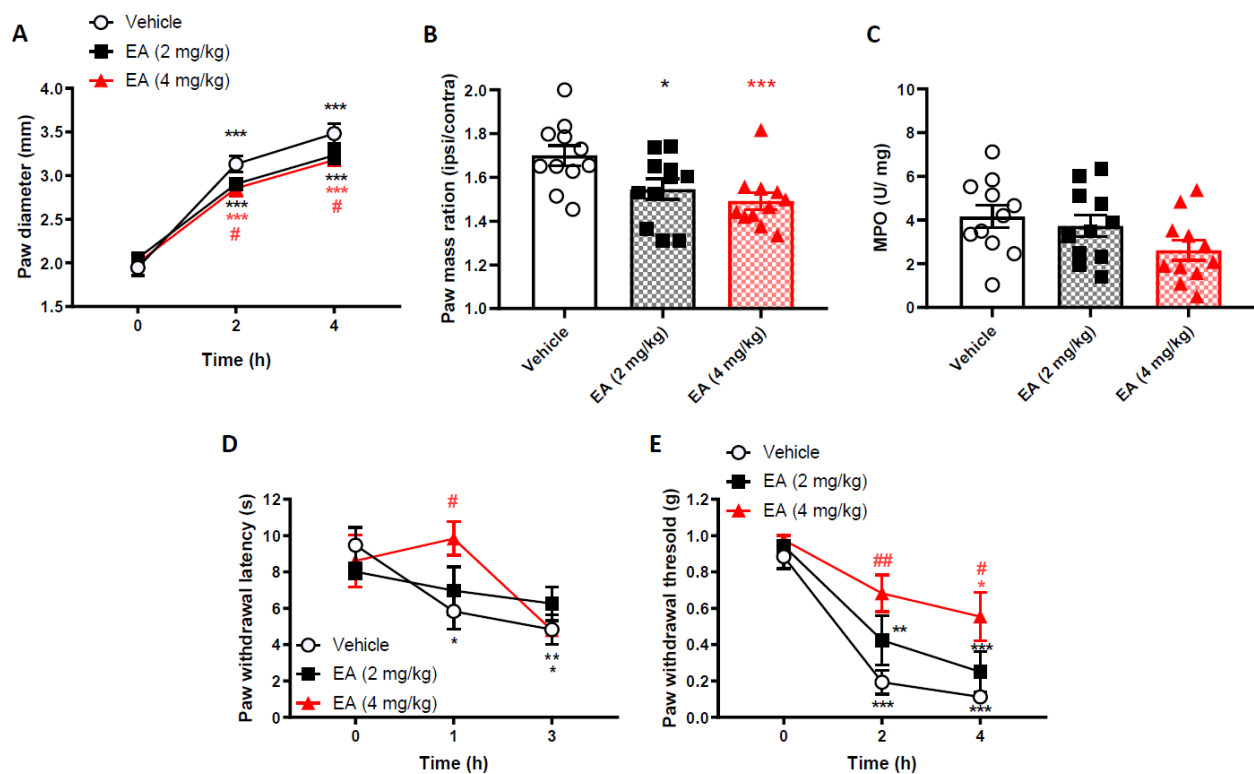 A
Vehicle
EA (2 mg/kg)
EA (4 mg/kg)
Paw diameter (mm)
4.0
3.5
3.0
2.5
2.0
1.5
***
***
***
***
#
***
***
#
0 2 4
Time (h)
B
Paw mass ration (ipsi/contra)
2.0
1.8
1.6
1.4
1.2
1.0
* ***
Vehicle
EA (2 mg/kg)
EA (4 mg/kg)
C
MPO (U/ mg)
10
8
6
4
2
0
Vehicle
EA (2 mg/kg)
EA (4 mg/kg)
D
Paw withdrawal latency (s)
12
10
8
6
4
2
0
#
*
**
*
Vehicle
EA (2 mg/kg)
EA (4 mg/kg)
0 1 3
Time (h)
E
Vehicle
EA (2 mg/kg)
EA (4 mg/kg)
Paw withdrawal thresold (g)
1.2
1.0
0.8
0.6
0.4
0.2
0.0
##
**
***
#
*
***
***
0 2 4
Time (h)